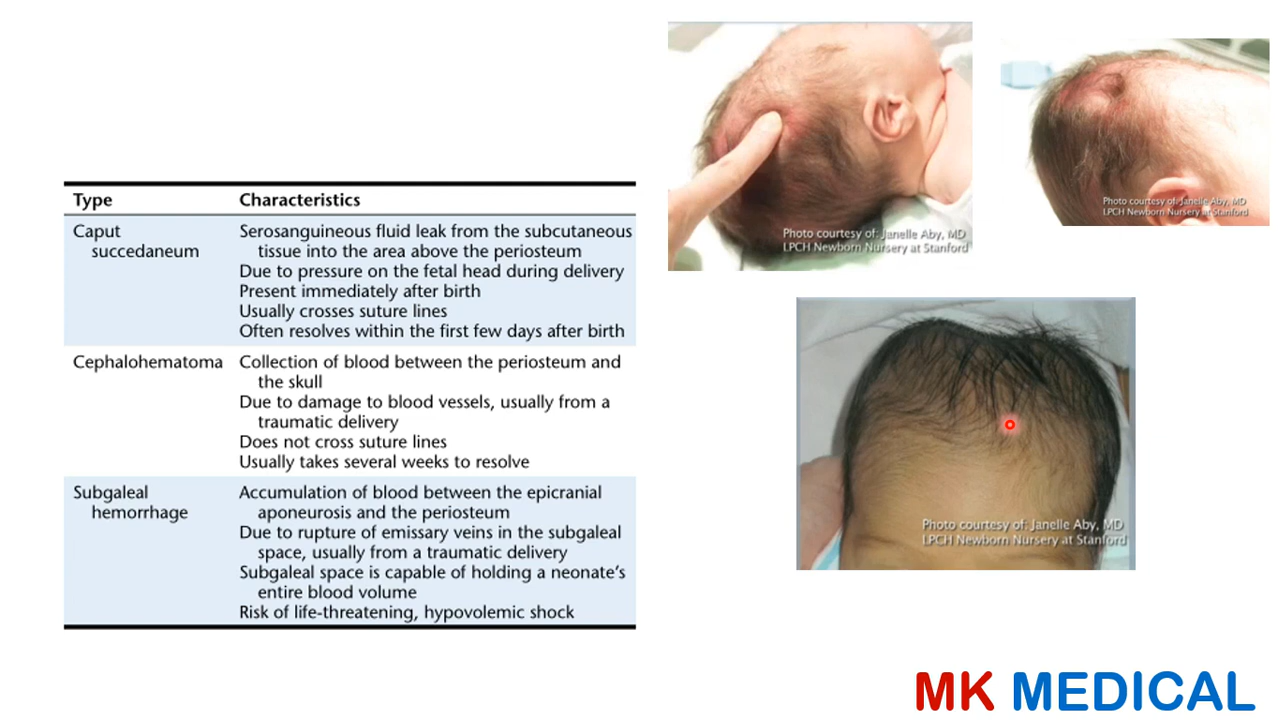 Type Characteristics
Caput succedaneum
Serosanguineous fluid leak from the subcutaneous
tissue into the area above the periosteum
Due to pressure on the fetal head during delivery
Present immediately after birth
Usually crosses suture lines
Often resolves within the first few days after birth
Cephalohematoma
Collection of blood between the periosteum and
the skull
Due to damage to blood vessels, usually from a
traumatic delivery
Does not cross suture lines
Usually takes several weeks to resolve
Subgaleal
hemorrhage
Accumulation of blood between the epicranial
aponeurosis and the periosteum
Due to rupture of emissary veins in the subgaleal
space, usually from a traumatic delivery
Subgaleal space is capable of holding a neonate's
entire blood volume
Risk of life-threatening, hypovolemic shock
Photo courtesy of: Janelle Aby, MD
LPCH Newborn Nursery at Stanford
Photo courtesy of: Janelle Aby, MD
LPCH Newborn Nursery at Stanford
Photo courtesy of: Janelle Aby, MD
LPCH Newborn Nursery at Stanford
MK MEDICAL